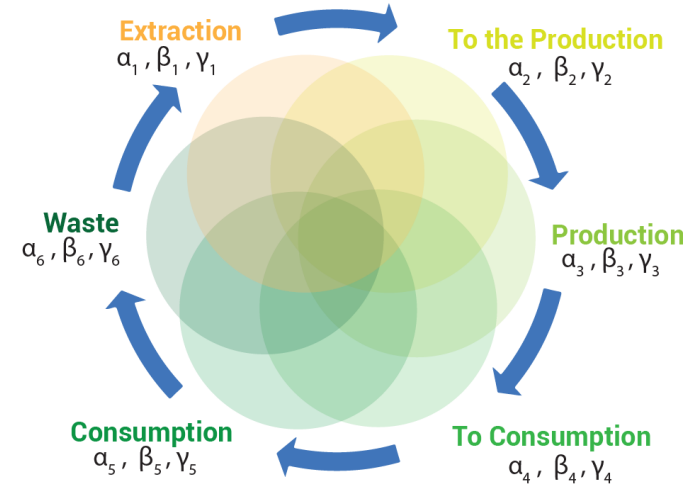 Extraction
α₁ , β₁ , γ₁
To the Production
α₂ , β₂ , γ₂
Production
α₃ , β₃ , γ₃
To Consumption
α₄ , β₄ , γ₄
Consumption
α₅ , β₅ , γ₅
Waste
α₆ , β₆ , γ₆